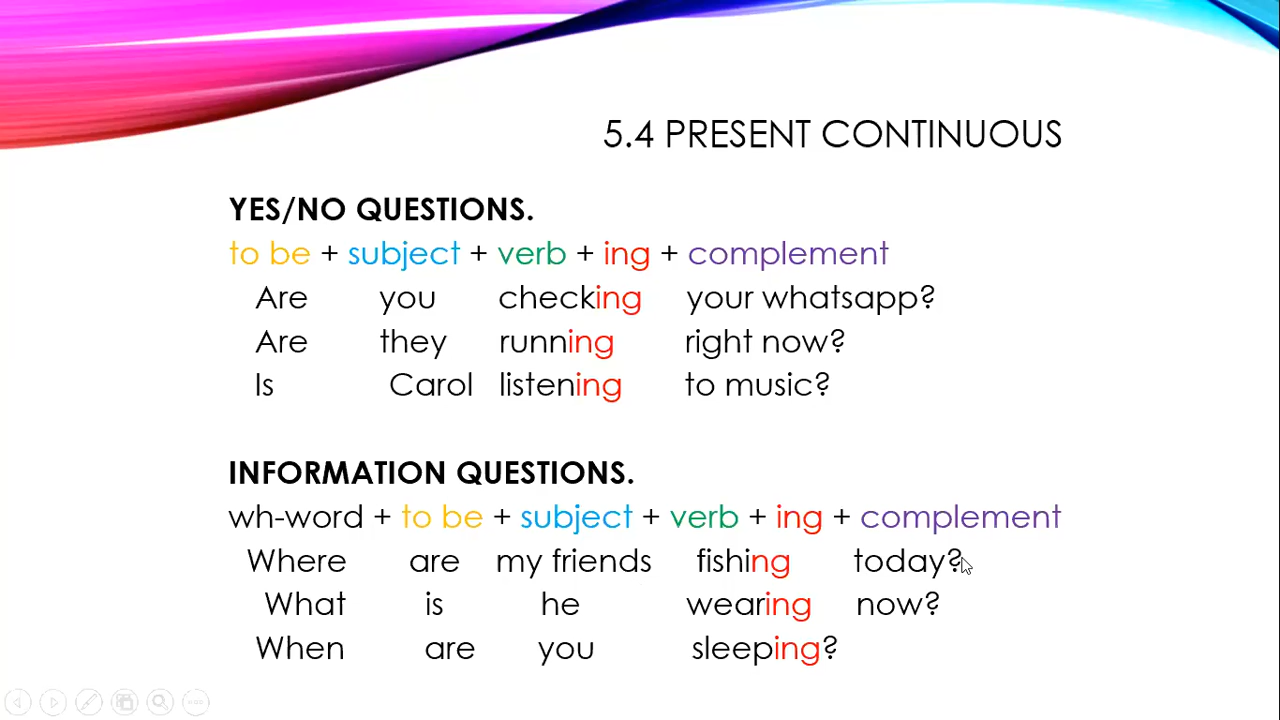 5.4 PRESENT CONTINUOUS
YES/NO QUESTIONS.
to be + subject + verb + ing + complement
Are you checking your whatsapp?
Are they running right now?
Is Carol listening to music?
INFORMATION QUESTIONS.
wh-word + to be + subject + verb + ing + complement
Where are my friends fishing today?
What is he wearing now?
When are you sleeping?